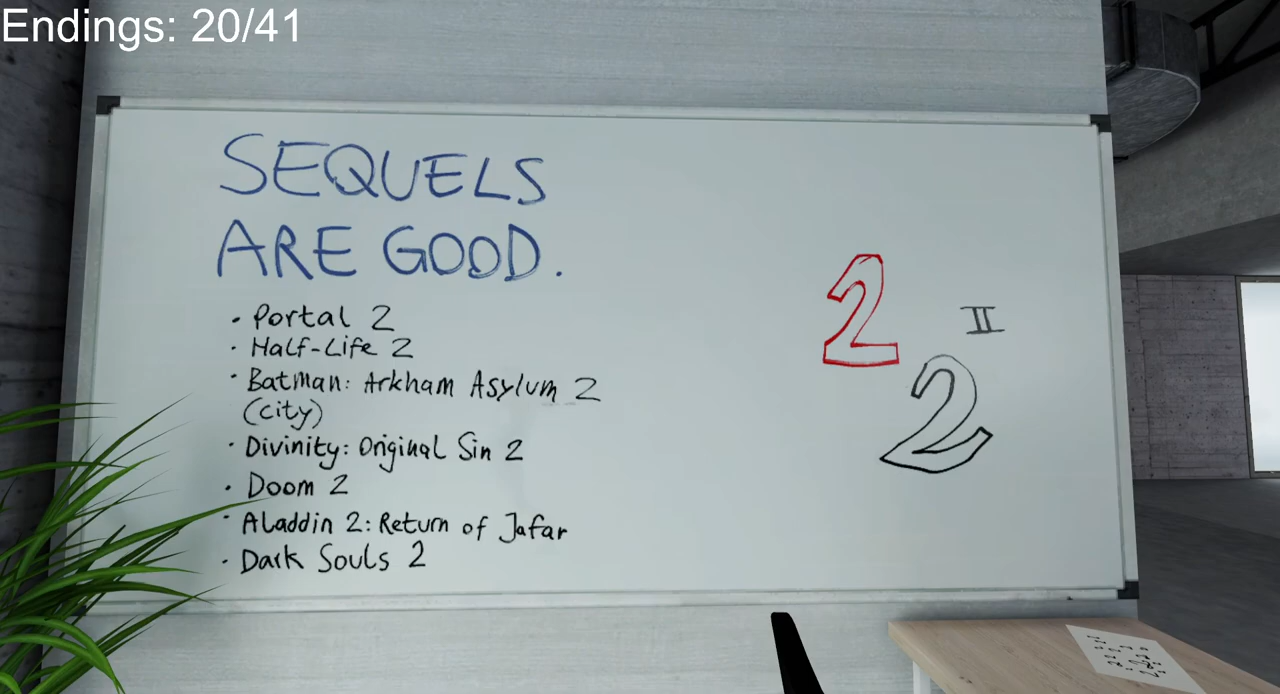 Endings: 20/41
SEQUELS
ARE GOOD.
• Portal 2
• Half-Life 2
• Batman: Arkham Asylum 2
(City)
• Divinity: Original Sin 2
• Doom 2
• Aladdin 2: Return of Jafar
• Dark Souls 2
2
II
2